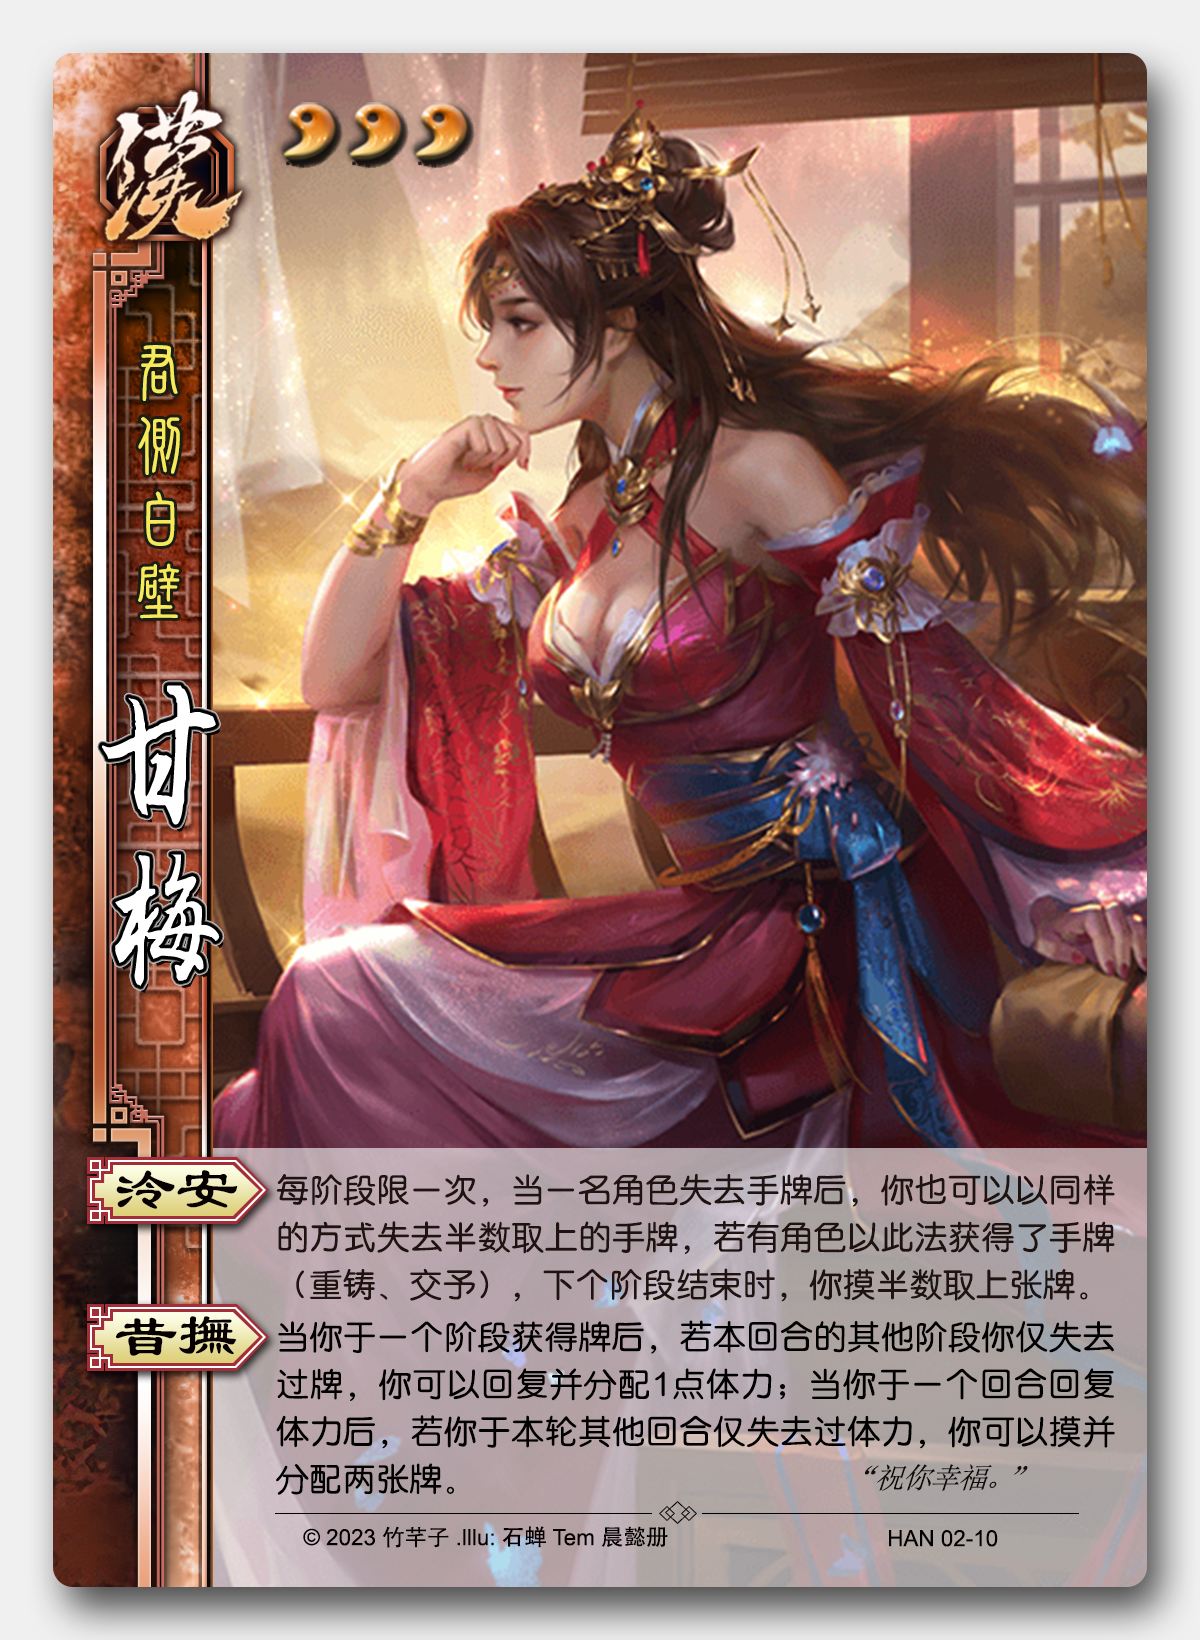 漢
君側白壁
甘梅
泠安
每阶段限一次，当一名角色失去手牌后，你也可以以同样
的方式失去半数取上的手牌，若有角色以此法获得了手牌
（重铸、交予），下个阶段结束时，你摸半数取上张牌。
昔撫
当你于一个阶段获得牌后，若本回合的其他阶段你仅失去
过牌，你可以回复并分配1点体力；当你于一个回合回复
体力后，若你于本轮其他回合仅失去过体力，你可以摸并
分配两张牌。
“祝你幸福。”
© 2023 竹芊子 .Illu: 石蝉 Tem 晨懿册
HAN 02-10